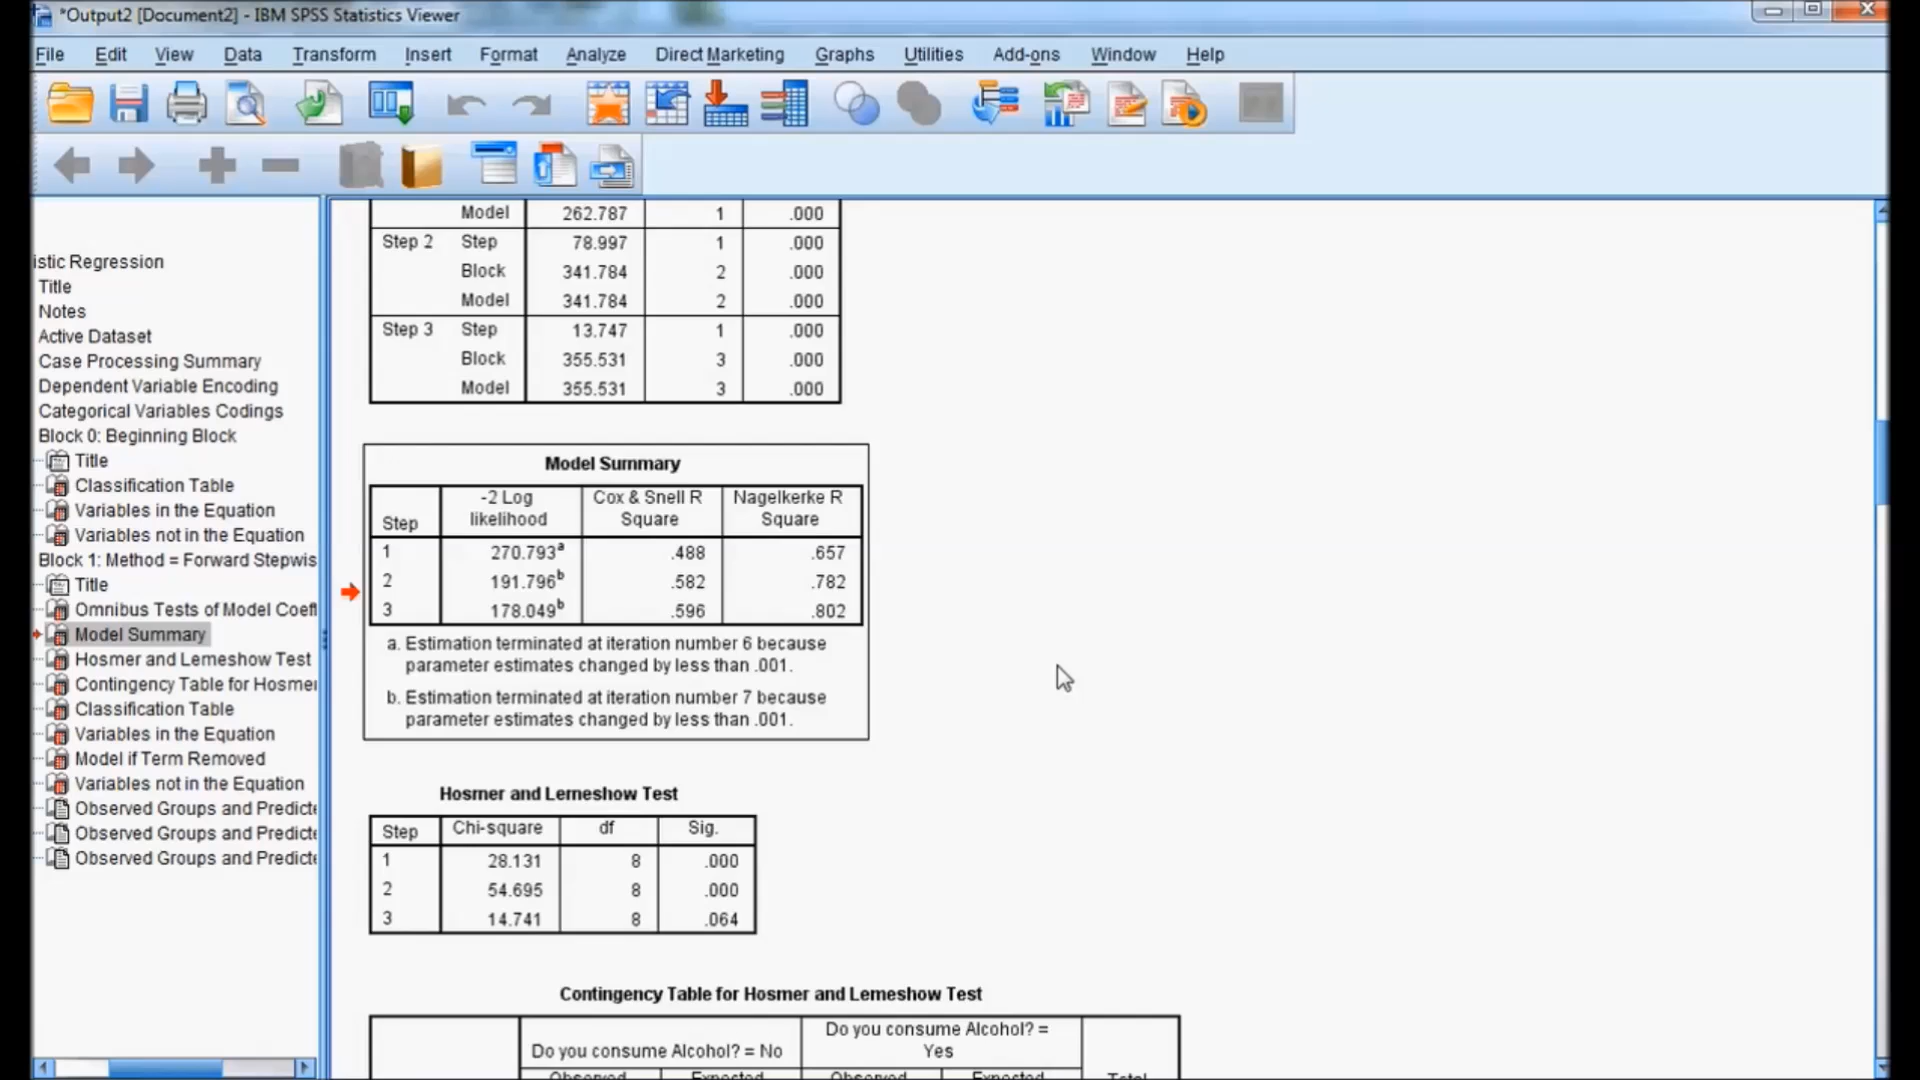 *Output2 [Document2] - IBM SPSS Statistics Viewer
File Edit View Data Transform Insert Format Analyze Direct Marketing Graphs Utilities Add-ons Window Help
istic Regression
Title
Notes
Active Dataset
Case Processing Summary
Dependent Variable Encoding
Categorical Variables Codings
Block 0: Beginning Block
Title
Classification Table
Variables in the Equation
Variables not in the Equation
Block 1: Method = Forward Stepwis
Title
Omnibus Tests of Model Coeff
Model Summary
Hosmer and Lemeshow Test
Contingency Table for Hosmer
Classification Table
Variables in the Equation
Model if Term Removed
Variables not in the Equation
Observed Groups and Predicte
Observed Groups and Predicte
Observed Groups and Predicte
Model 262.787 1 .000
Step 2 Step 78.997 1 .000
Block 341.784 2 .000
Model 341.784 2 .000
Step 3 Step 13.747 1 .000
Block 355.531 3 .000
Model 355.531 3 .000
Model Summary
Step -2 Log likelihood Cox & Snell R Square Nagelkerke R Square
1 270.793a .488 .657
2 191.796b .582 .782
3 178.049b .596 .802
a. Estimation terminated at iteration number 6 because
parameter estimates changed by less than .001.
b. Estimation terminated at iteration number 7 because
parameter estimates changed by less than .001.
Hosmer and Lemeshow Test
Step Chi-square df Sig.
1 28.131 8 .000
2 54.695 8 .000
3 14.741 8 .064
Contingency Table for Hosmer and Lemeshow Test
Do you consume Alcohol? = No Do you consume Alcohol? = Yes
Observed Expected Observed Expected Total